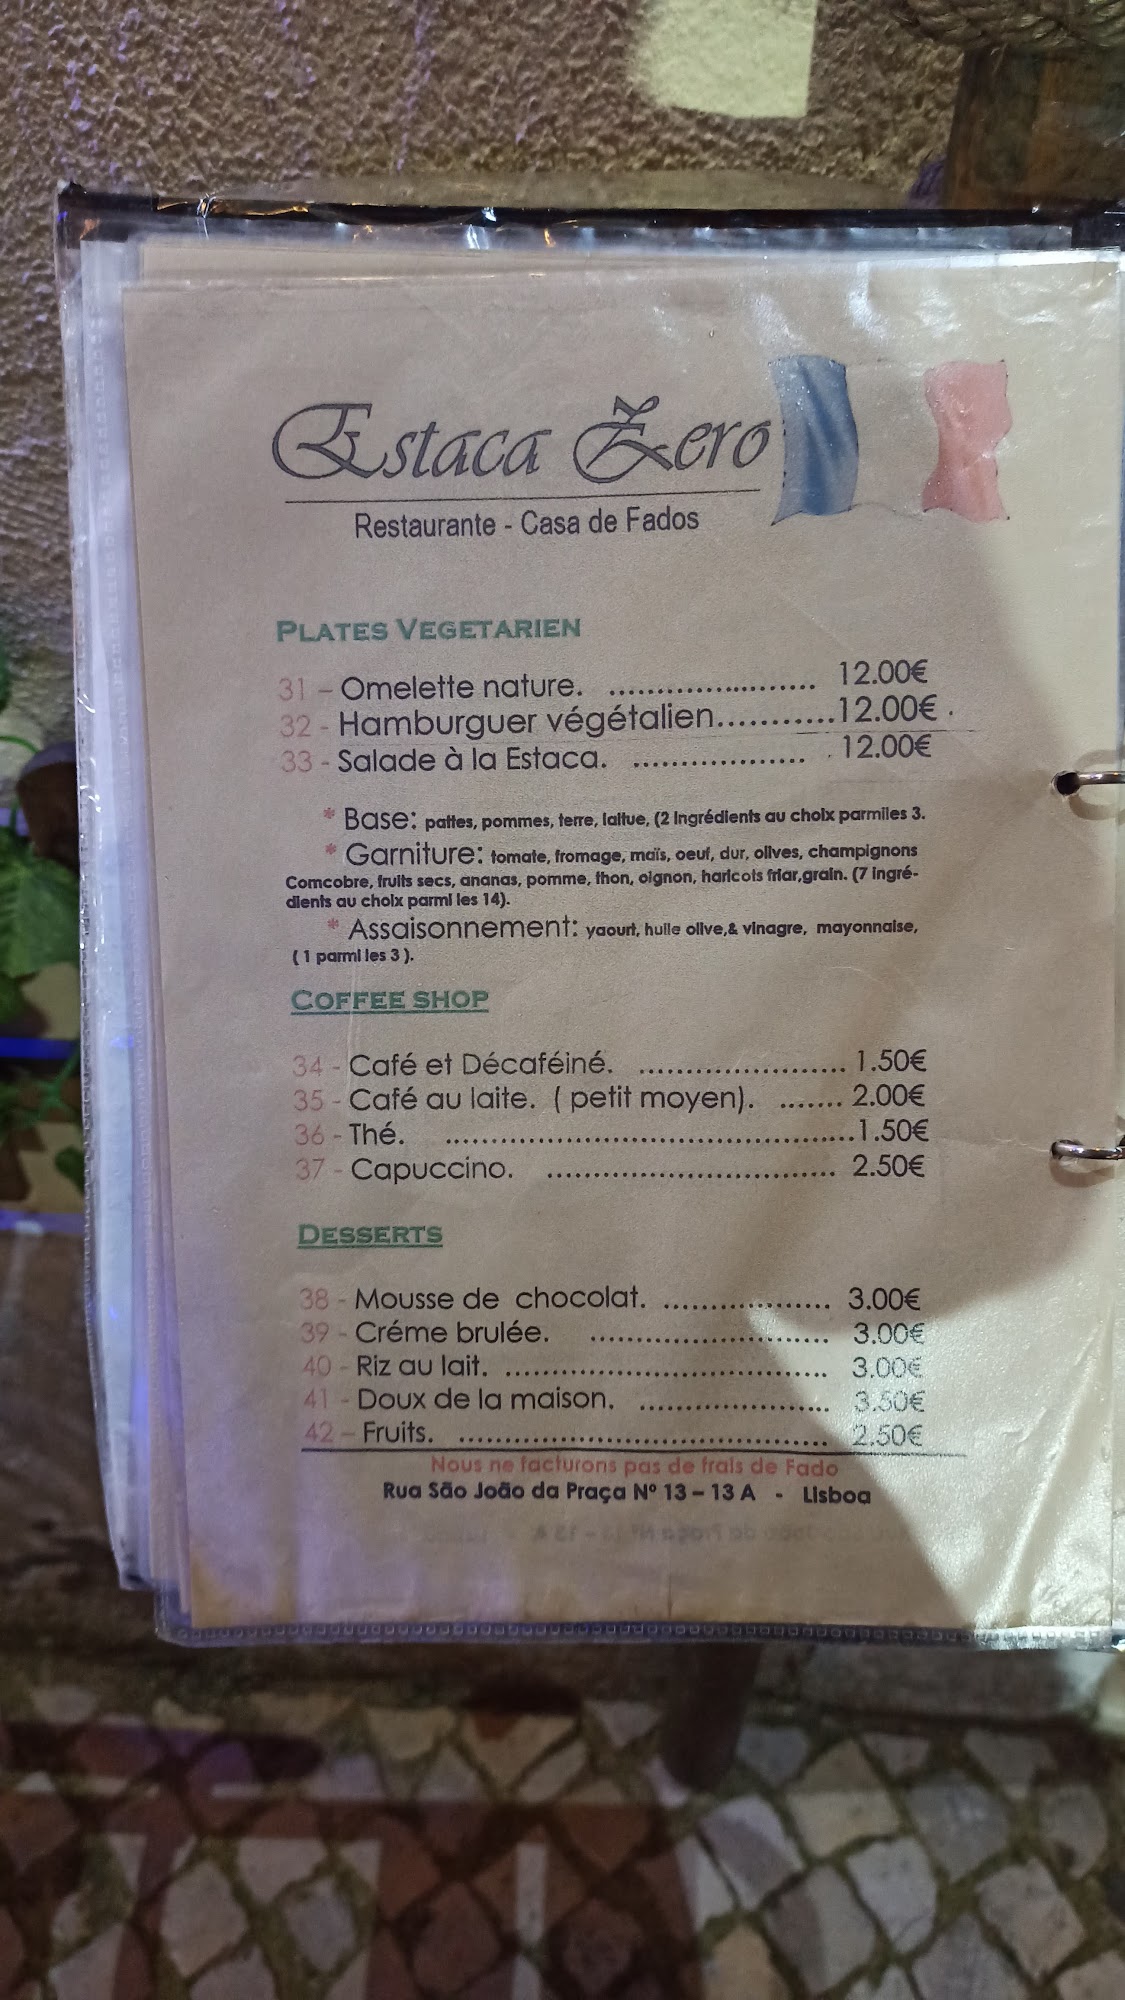 Estaca Zero
Restaurante - Casa de Fados
PLATES VEGETARIEN
31 – Omelette nature. ....................... 12.00€
32 - Hamburguer végétalien............12.00€ .
33 - Salade à la Estaca. ................... . 12.00€
* Base: pattes, pommes, terre, laitue, (2 Ingrédients au choix parmiles 3.
* Garniture: tomate, fromage, maïs, oeuf, dur, olives, champignons
Comcobre, fruits secs, ananas, pomme, thon, oignon, haricots friar,grain. (7 Ingré-
dients au choix parmi les 14).
* Assaisonnement: yaourt, huile olive,& vinagre, mayonnaise,
( 1 parmi les 3 ).
COFFEE SHOP
34 - Café et Décaféiné. ....................... 1.50€
35 - Café au laite. ( petit moyen). ....... 2.00€
36 - Thé. .............................................1.50€
37 - Capuccino. ................................ 2.50€
DESSERTS
38 - Mousse de chocolat. ................... 3.00€
39 - Créme brulée. .......................... 3.00€
40 - Riz au lait. ................................... 3.00€
41 - Doux de la maison. ..................... 3.50€
42 – Fruits. ........................................ 2.50€
Nous ne facturons pas de frais de Fado
Rua São João da Praça Nº 13 – 13 A - Lisboa